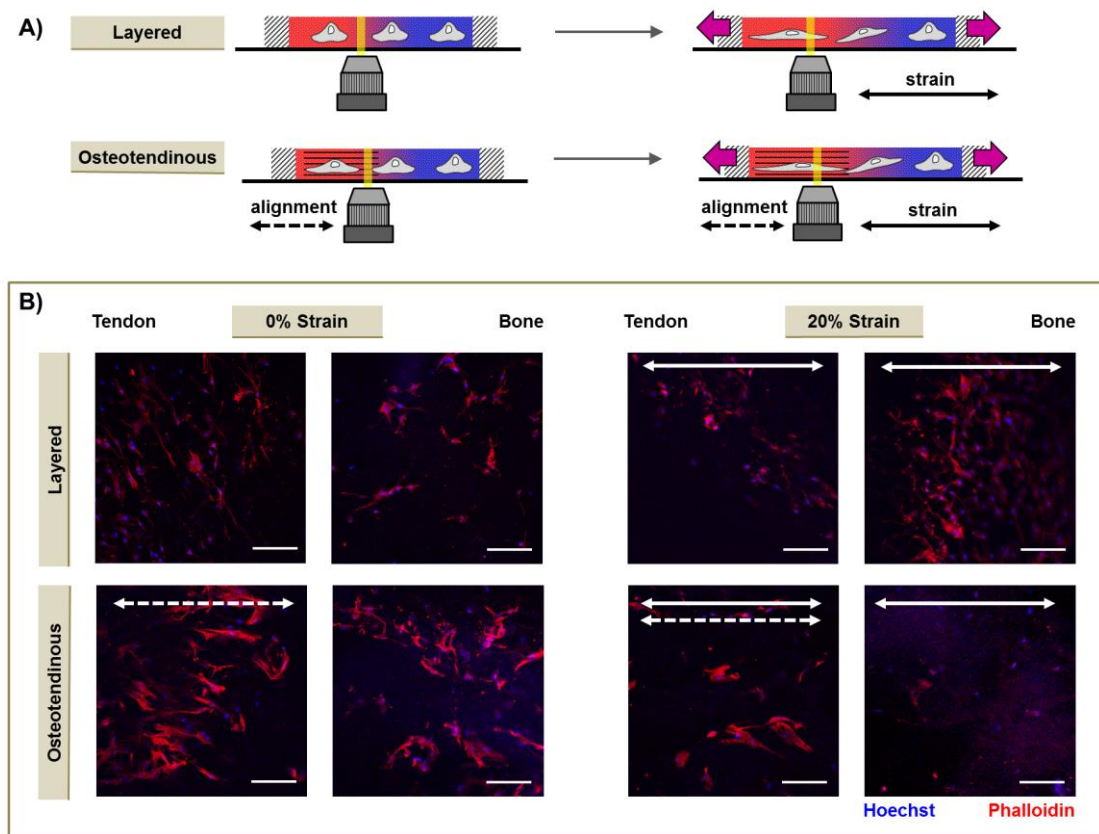 A)
Layered
strain
Osteotendinous
alignment
alignment
strain
B)
Tendon
0% Strain
Bone
Tendon
20% Strain
Bone
Layered
Osteotendinous
Hoechst
Phalloidin